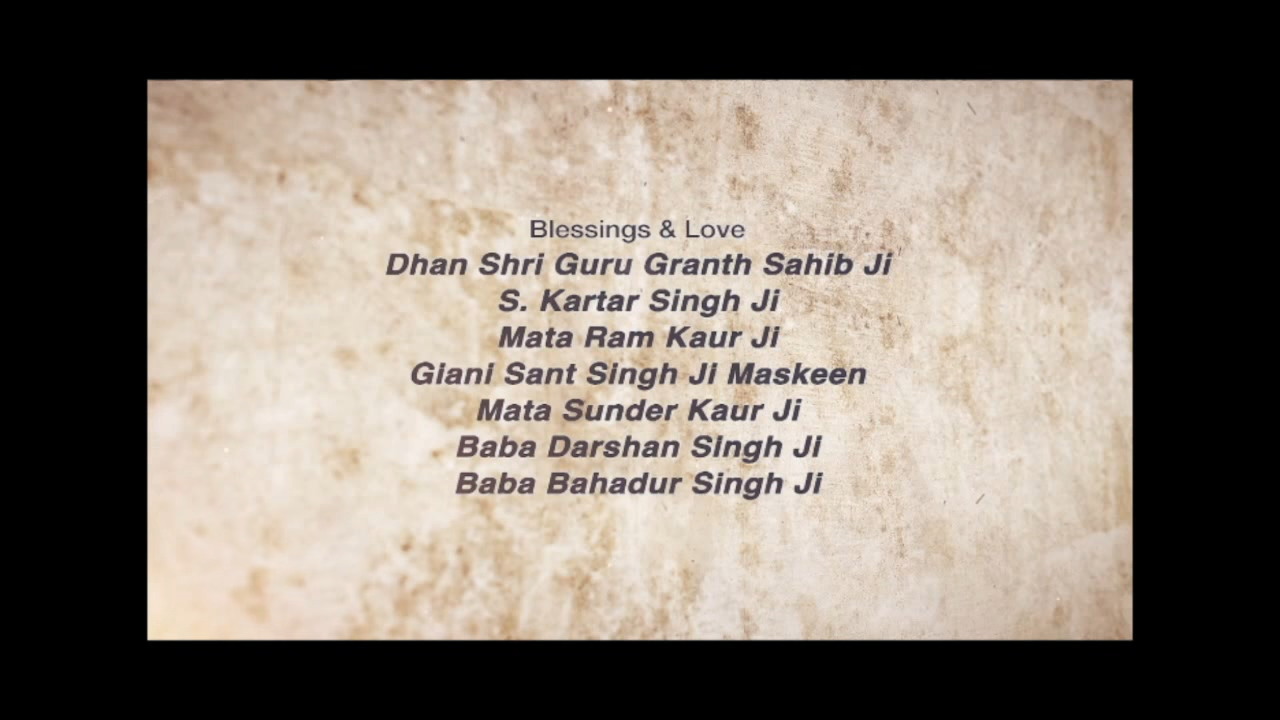 Blessings & Love
Dhan Shri Guru Granth Sahib Ji
S. Kartar Singh Ji
Mata Ram Kaur Ji
Giani Sant Singh Ji Maskeen
Mata Sunder Kaur Ji
Baba Darshan Singh Ji
Baba Bahadur Singh Ji